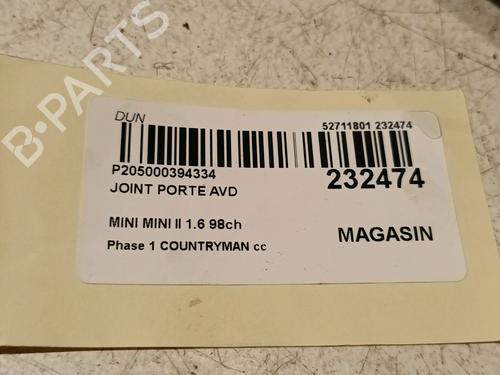 B-PARTS
DUN
52711801 232474
P205000394334
232474
JOINT PORTE AVD
MINI MINI II 1.6 98ch
MAGASIN
Phase 1 COUNTRYMAN cc